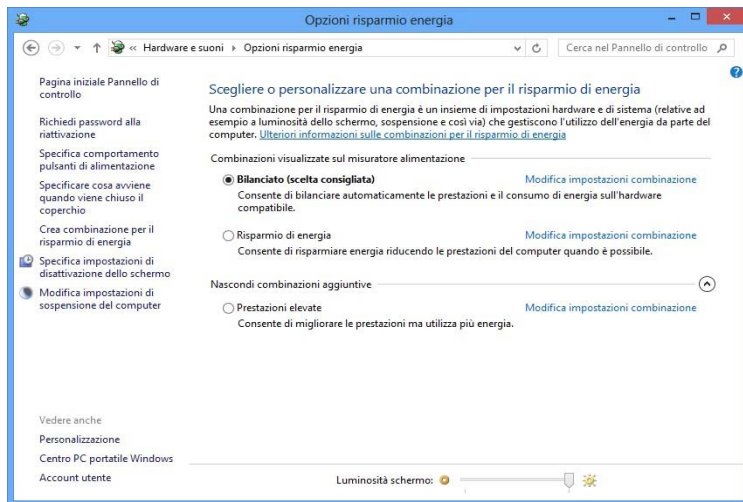 Opzioni risparmio energia
« Hardware e suoni ▸ Opzioni risparmio energia
Cerca nel Pannello di controllo
Pagina iniziale Pannello di
controllo
Richiedi password alla
riattivazione
Specifica comportamento
pulsanti di alimentazione
Specificare cosa avviene
quando viene chiuso il
coperchio
Crea combinazione per il
risparmio di energia
Specifica impostazioni di
disattivazione dello schermo
Modifica impostazioni di
sospensione del computer
Vedere anche
Personalizzazione
Centro PC portatile Windows
Account utente
Scegliere o personalizzare una combinazione per il risparmio di energia
Una combinazione per il risparmio di energia è un insieme di impostazioni hardware e di sistema (relative ad
esempio a luminosità dello schermo, sospensione e così via) che gestiscono l'utilizzo dell'energia da parte del
computer. Ulteriori informazioni sulle combinazioni per il risparmio di energia
Combinazioni visualizzate sul misuratore alimentazione
Bilanciato (scelta consigliata) Modifica impostazioni combinazione
Consente di bilanciare automaticamente le prestazioni e il consumo di energia sull'hardware
compatibile.
Risparmio di energia Modifica impostazioni combinazione
Consente di risparmiare energia riducendo le prestazioni del computer quando è possibile.
Nascondi combinazioni aggiuntive
Prestazioni elevate Modifica impostazioni combinazione
Consente di migliorare le prestazioni ma utilizza più energia.
Luminosità schermo: